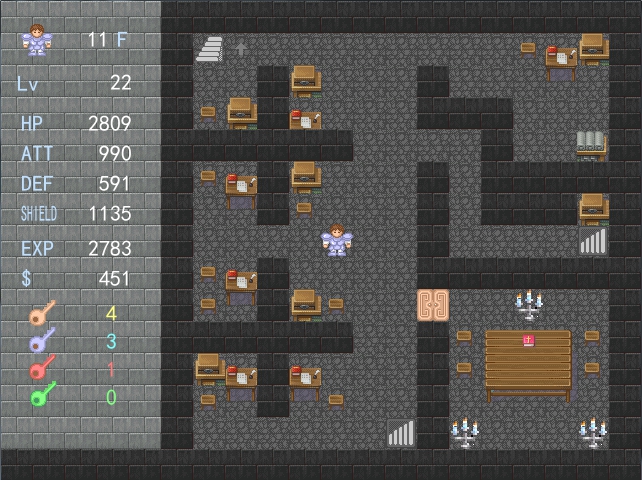 11 F
Lv 22
HP 2809
ATT 990
DEF 591
SHIELD 1135
EXP 2783
$ 451
4
3
1
0